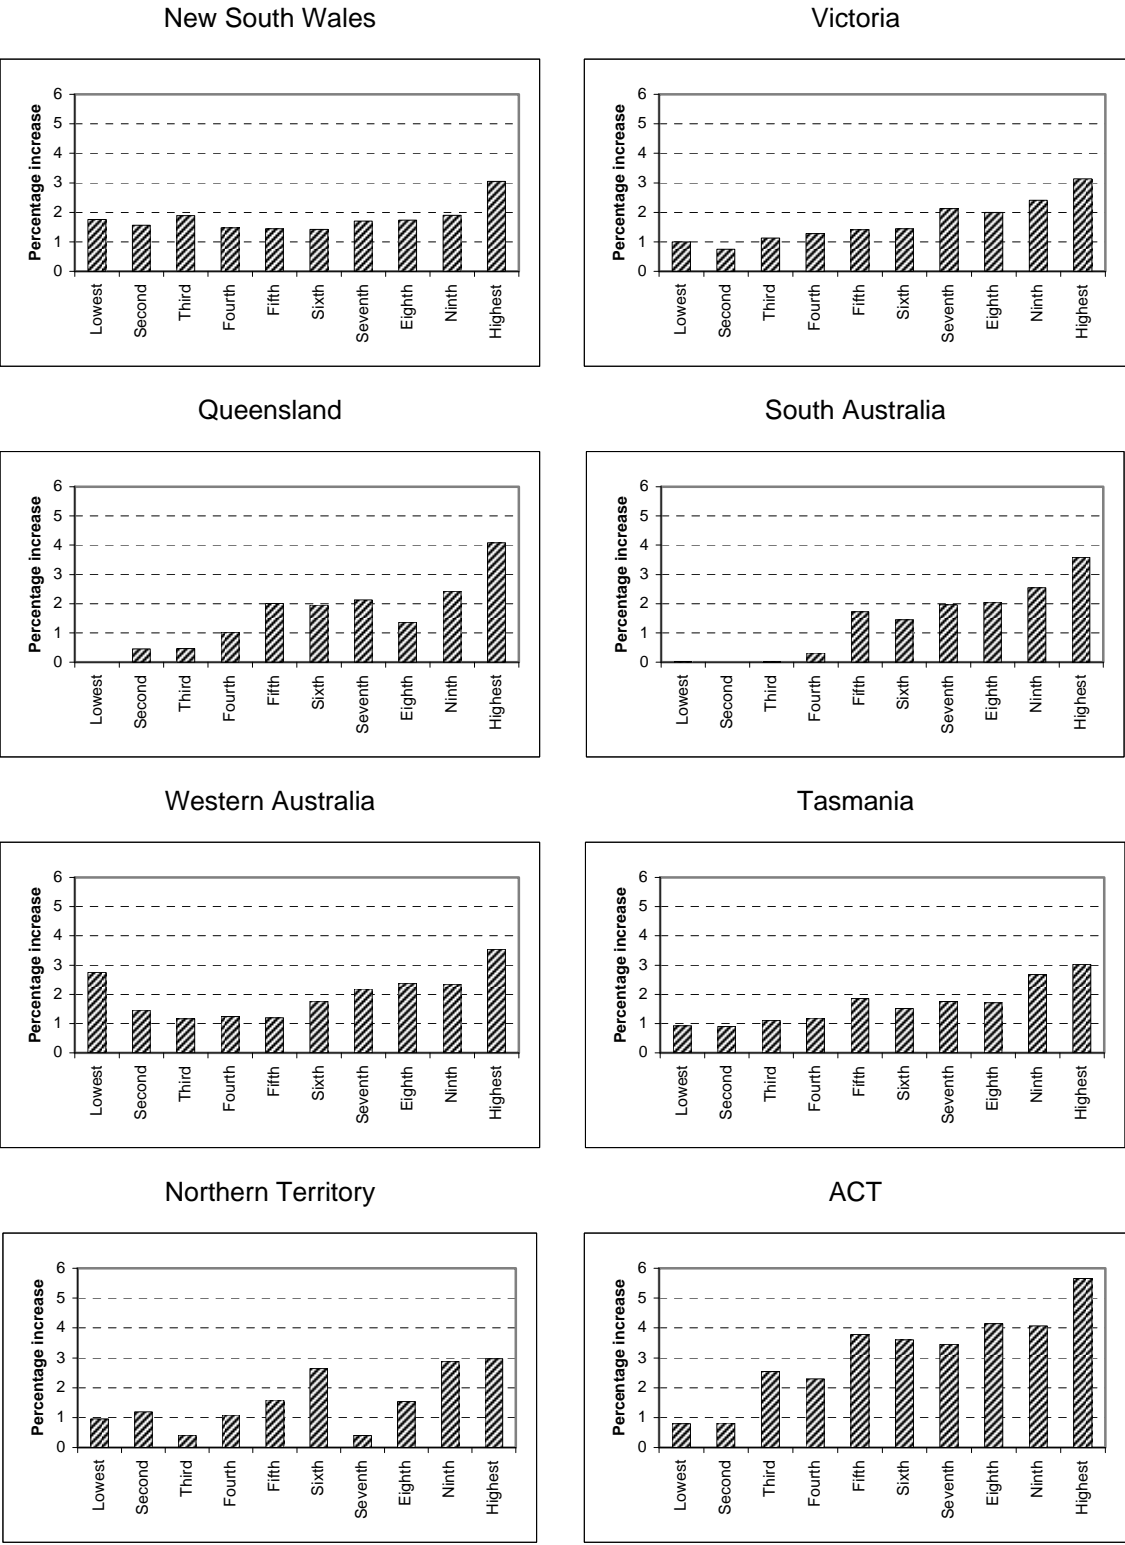 New South Wales
Victoria
Percentage increase
6
5
4
3
2
1
0
Lowest
Second
Third
Fourth
Fifth
Sixth
Seventh
Eighth
Ninth
Highest
Percentage increase
6
5
4
3
2
1
0
Lowest
Second
Third
Fourth
Fifth
Sixth
Seventh
Eighth
Ninth
Highest
Queensland
South Australia
Percentage increase
6
5
4
3
2
1
0
Lowest
Second
Third
Fourth
Fifth
Sixth
Seventh
Eighth
Ninth
Highest
Percentage increase
6
5
4
3
2
1
0
Lowest
Second
Third
Fourth
Fifth
Sixth
Seventh
Eighth
Ninth
Highest
Western Australia
Tasmania
Percentage increase
6
5
4
3
2
1
0
Lowest
Second
Third
Fourth
Fifth
Sixth
Seventh
Eighth
Ninth
Highest
Percentage increase
6
5
4
3
2
1
0
Lowest
Second
Third
Fourth
Fifth
Sixth
Seventh
Eighth
Ninth
Highest
Northern Territory
ACT
Percentage increase
6
5
4
3
2
1
0
Lowest
Second
Third
Fourth
Fifth
Sixth
Seventh
Eighth
Ninth
Highest
Percentage increase
6
5
4
3
2
1
0
Lowest
Second
Third
Fourth
Fifth
Sixth
Seventh
Eighth
Ninth
Highest